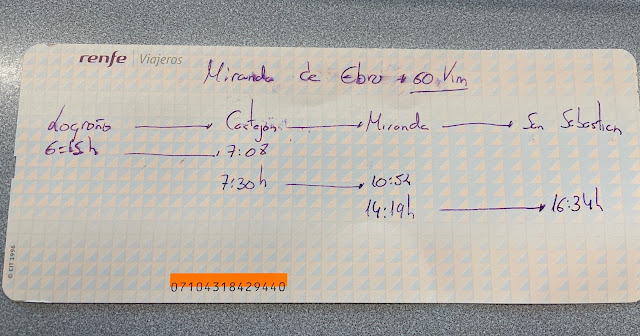 renfe Viajeros
Miranda de Ebro → 60 Km
Logroño → Castejón → Miranda → San Sebastian
6:15h → 7:08
7:30h → 10:52
14:19h → 16:34h
© EIT 1996
07104318429440